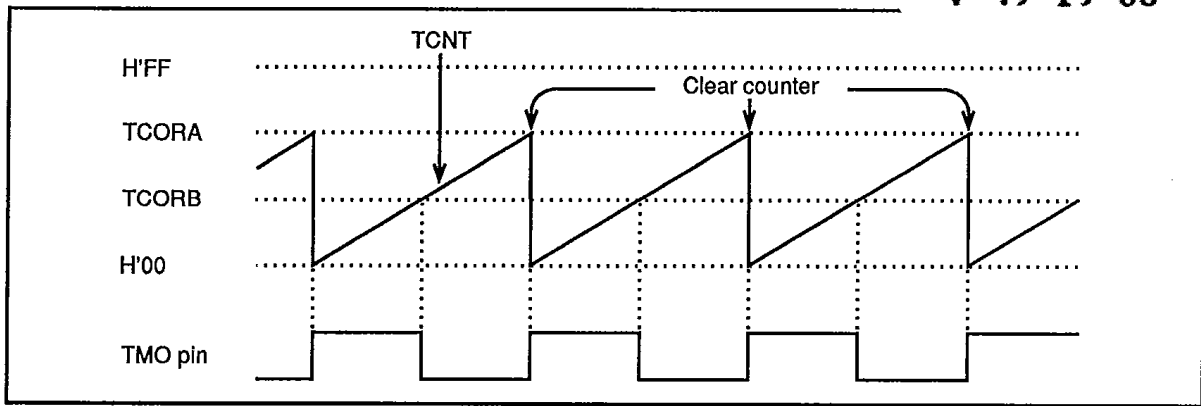 TCNT
H'FF
Clear counter
TCORA
TCORB
H'00
TMO pin